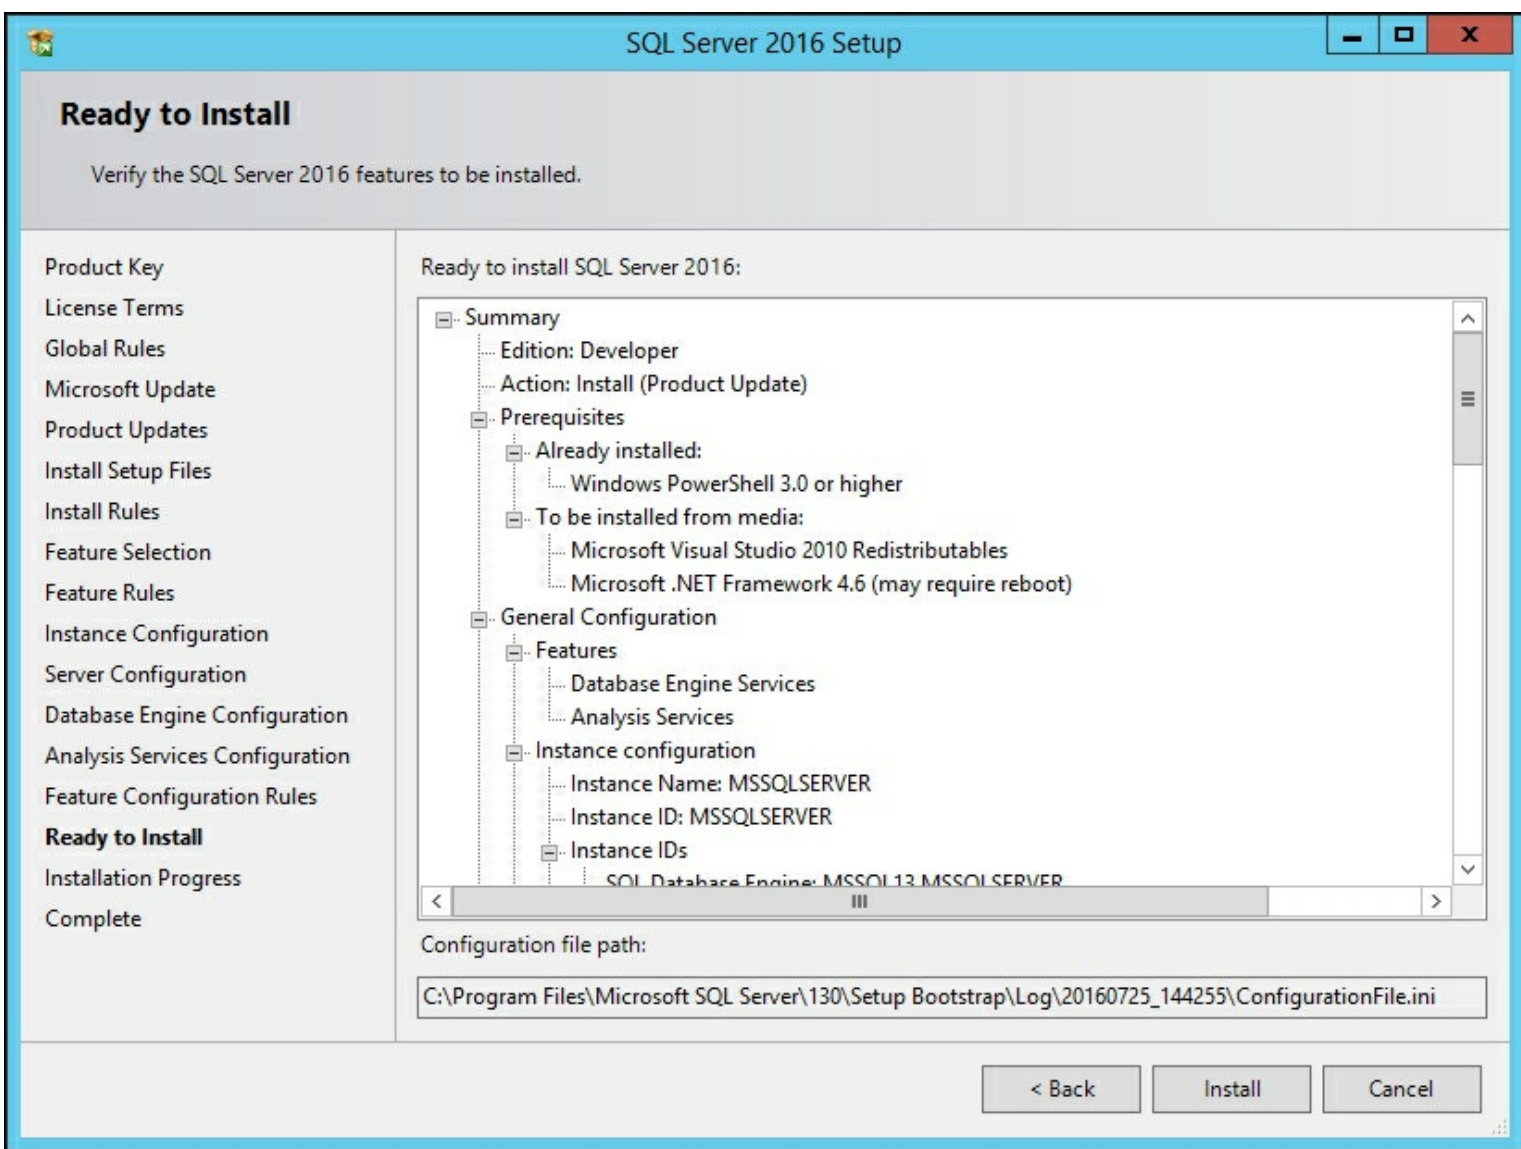 SQL Server 2016 Setup
Ready to Install
Verify the SQL Server 2016 features to be installed.
Product Key
License Terms
Global Rules
Microsoft Update
Product Updates
Install Setup Files
Install Rules
Feature Selection
Feature Rules
Instance Configuration
Server Configuration
Database Engine Configuration
Analysis Services Configuration
Feature Configuration Rules
Ready to Install
Installation Progress
Complete
Ready to install SQL Server 2016:
Summary
Edition: Developer
Action: Install (Product Update)
Prerequisites
Already installed:
Windows PowerShell 3.0 or higher
To be installed from media:
Microsoft Visual Studio 2010 Redistributables
Microsoft .NET Framework 4.6 (may require reboot)
General Configuration
Features
Database Engine Services
Analysis Services
Instance configuration
Instance Name: MSSQLSERVER
Instance ID: MSSQLSERVER
Instance IDs
SQL Database Engine: MSSQL13.MSSQLSERVER
Configuration file path:
C:\Program Files\Microsoft SQL Server\130\Setup Bootstrap\Log\20160725_144255\ConfigurationFile.ini
< Back
Install
Cancel